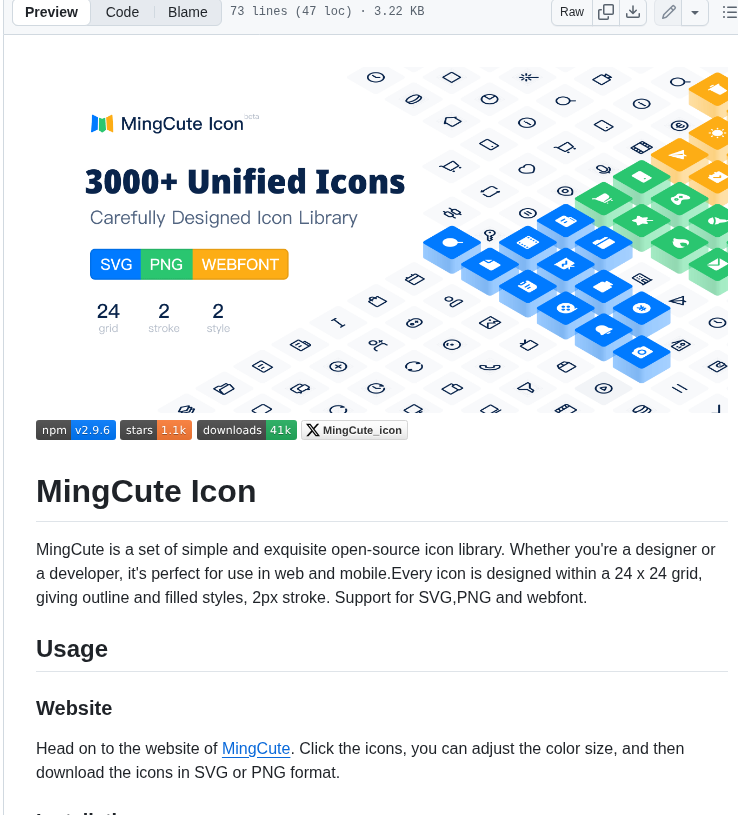 Preview Code Blame 73 lines (47 loc) · 3.22 KB Raw
MingCute Icon beta
3000+ Unified Icons
Carefully Designed Icon Library
SVG PNG WEBFONT
24 2 2
grid stroke style
npm v2.9.6 stars 1.1k downloads 41k MingCute_icon
MingCute Icon
MingCute is a set of simple and exquisite open-source icon library. Whether you're a designer or
a developer, it's perfect for use in web and mobile.Every icon is designed within a 24 x 24 grid,
giving outline and filled styles, 2px stroke. Support for SVG,PNG and webfont.
Usage
Website
Head on to the website of MingCute. Click the icons, you can adjust the color size, and then
download the icons in SVG or PNG format.